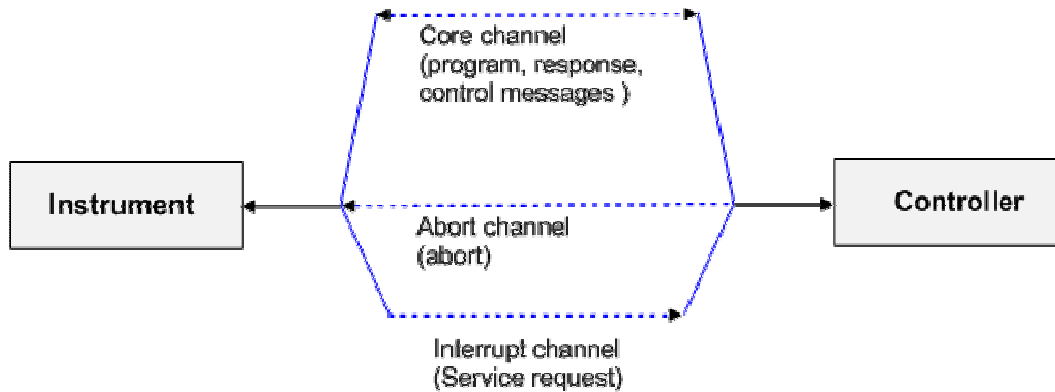 Core channel
(program, response,
control messages )
Instrument
Controller
Abort channel
(abort)
Interrupt channel
(Service request)